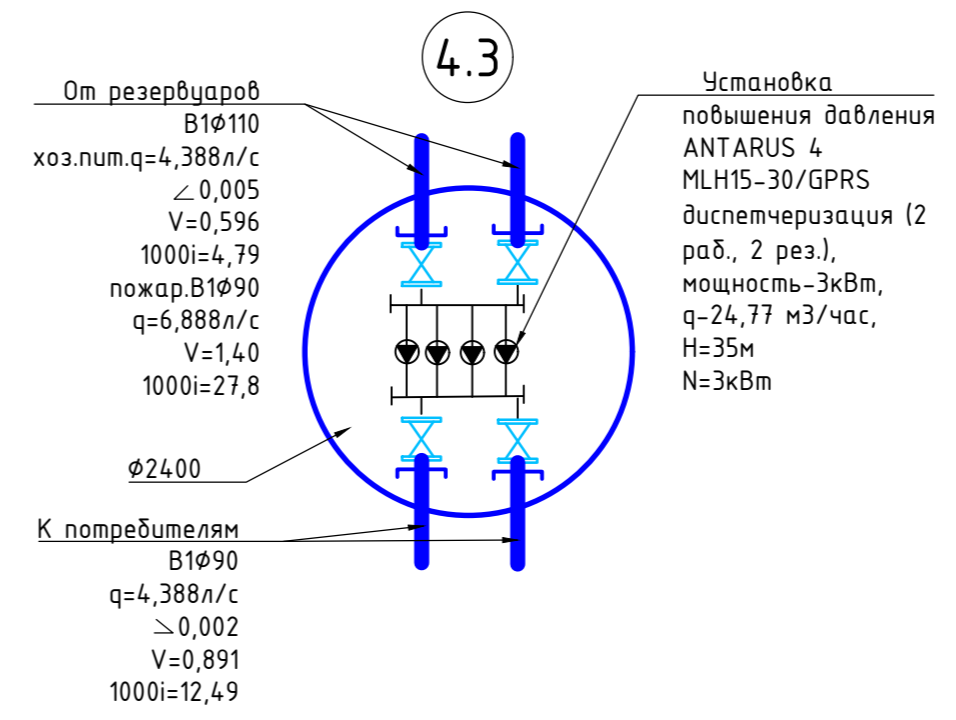 4.3
От резервуаров
В1Ø110
хоз.пит.q=4,388л/с
∠0,005
V=0,596
1000i=4,79
пожар.В1Ø90
q=6,888л/с
V=1,40
1000i=27,8
Ø2400
К потребителям
В1Ø90
q=4,388л/с
⦣0,002
V=0,891
1000i=12,49
Установка
повышения давления
ANTARUS 4
MLH15-30/GPRS
диспетчеризация (2
раб., 2 рез.),
мощность-3кВт,
q-24,77 м3/час,
Н=35м
N=3кВт